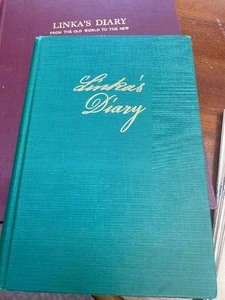 LINKA'S DIARY
FROM THE OLD WORLD TO THE NEW
Linka's
Diary